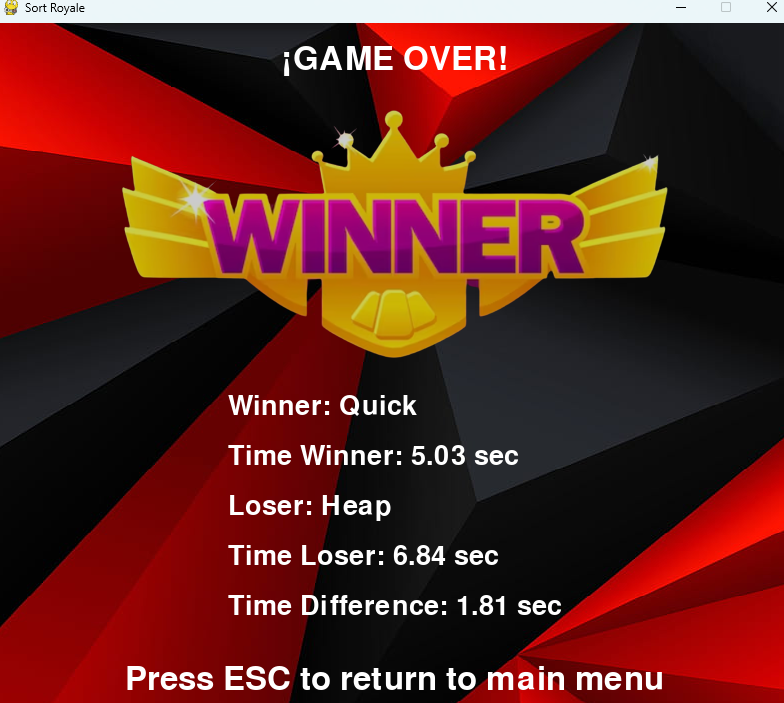 Sort Royale
¡GAME OVER!
WINNER
Winner: Quick
Time Winner: 5.03 sec
Loser: Heap
Time Loser: 6.84 sec
Time Difference: 1.81 sec
Press ESC to return to main menu